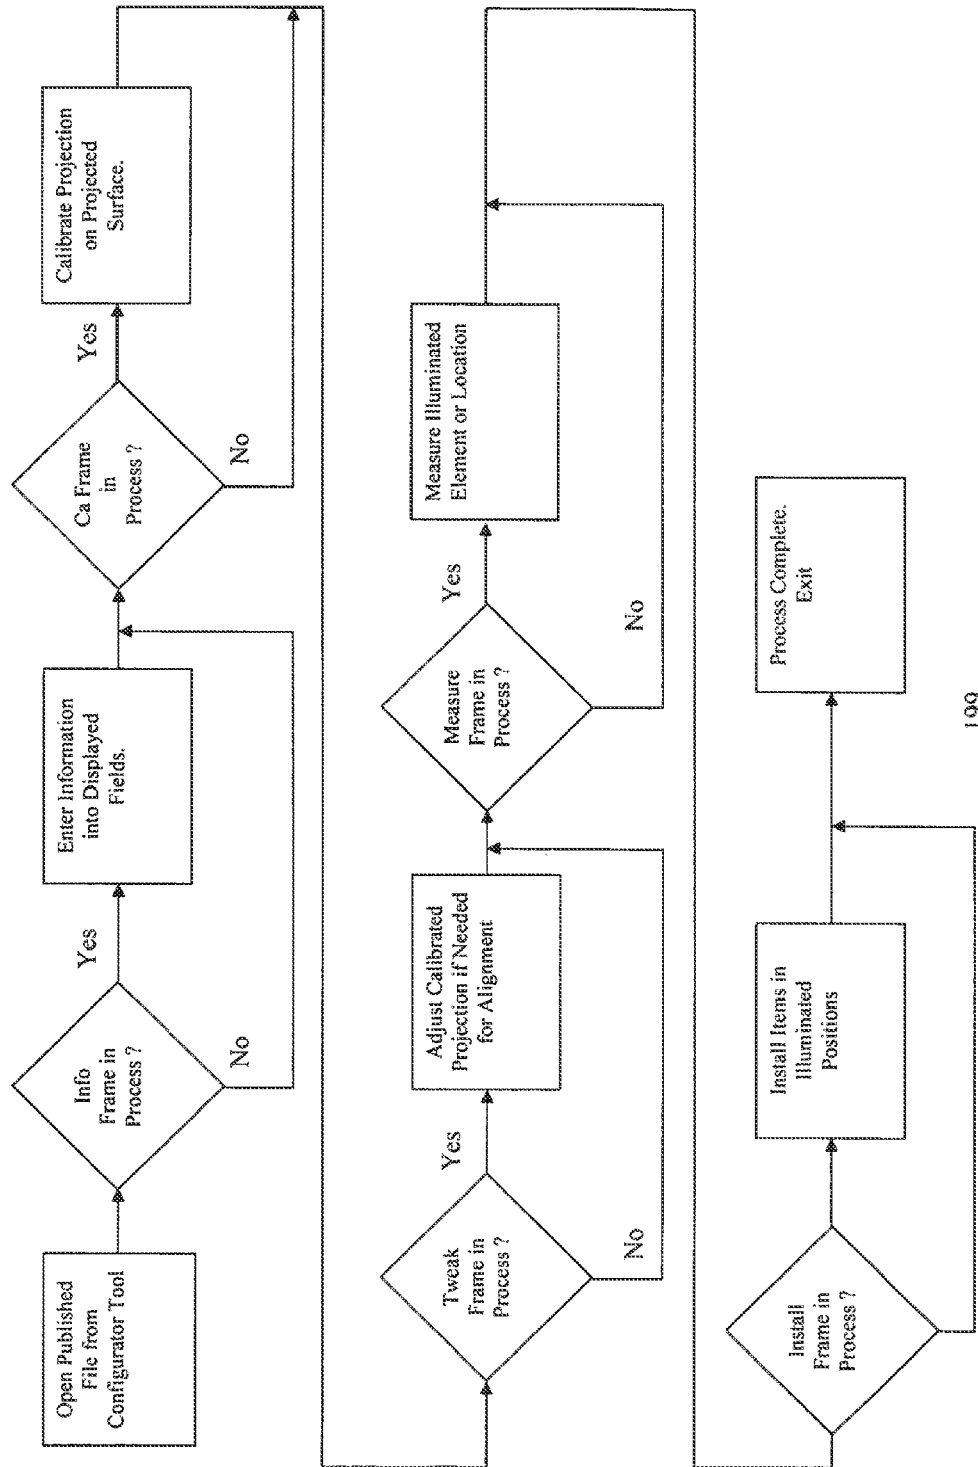 Open Published
File from
Configurator Tool
Info
Frame in
Process ?
Yes
No
Enter Information
into Displayed
Fields.
Ca Frame
in
Process ?
Yes
No
Calibrate Projection
on Projected
Surface.
Tweak
Frame in
Process ?
Yes
No
Adjust Calibrated
Projection if Needed
for Alignment
Measure
Frame in
Process ?
Yes
No
Measure Illuminated
Element or Location
Install
Frame in
Process ?
Install Items in
Illuminated
Positions
Process Complete.
Exit